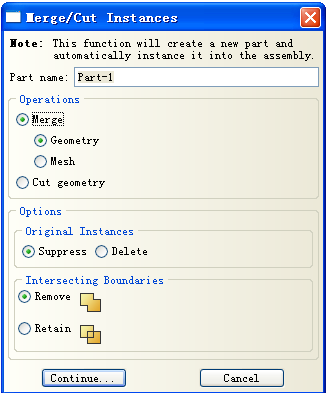 Merge/Cut Instances
Note: This function will create a new part and
automatically instance it into the assembly.
Part name: Part-1
Operations
Merge
Geometry
Mesh
Cut geometry
Options
Original Instances
Suppress Delete
Intersecting Boundaries
Remove
Retain
Continue... Cancel